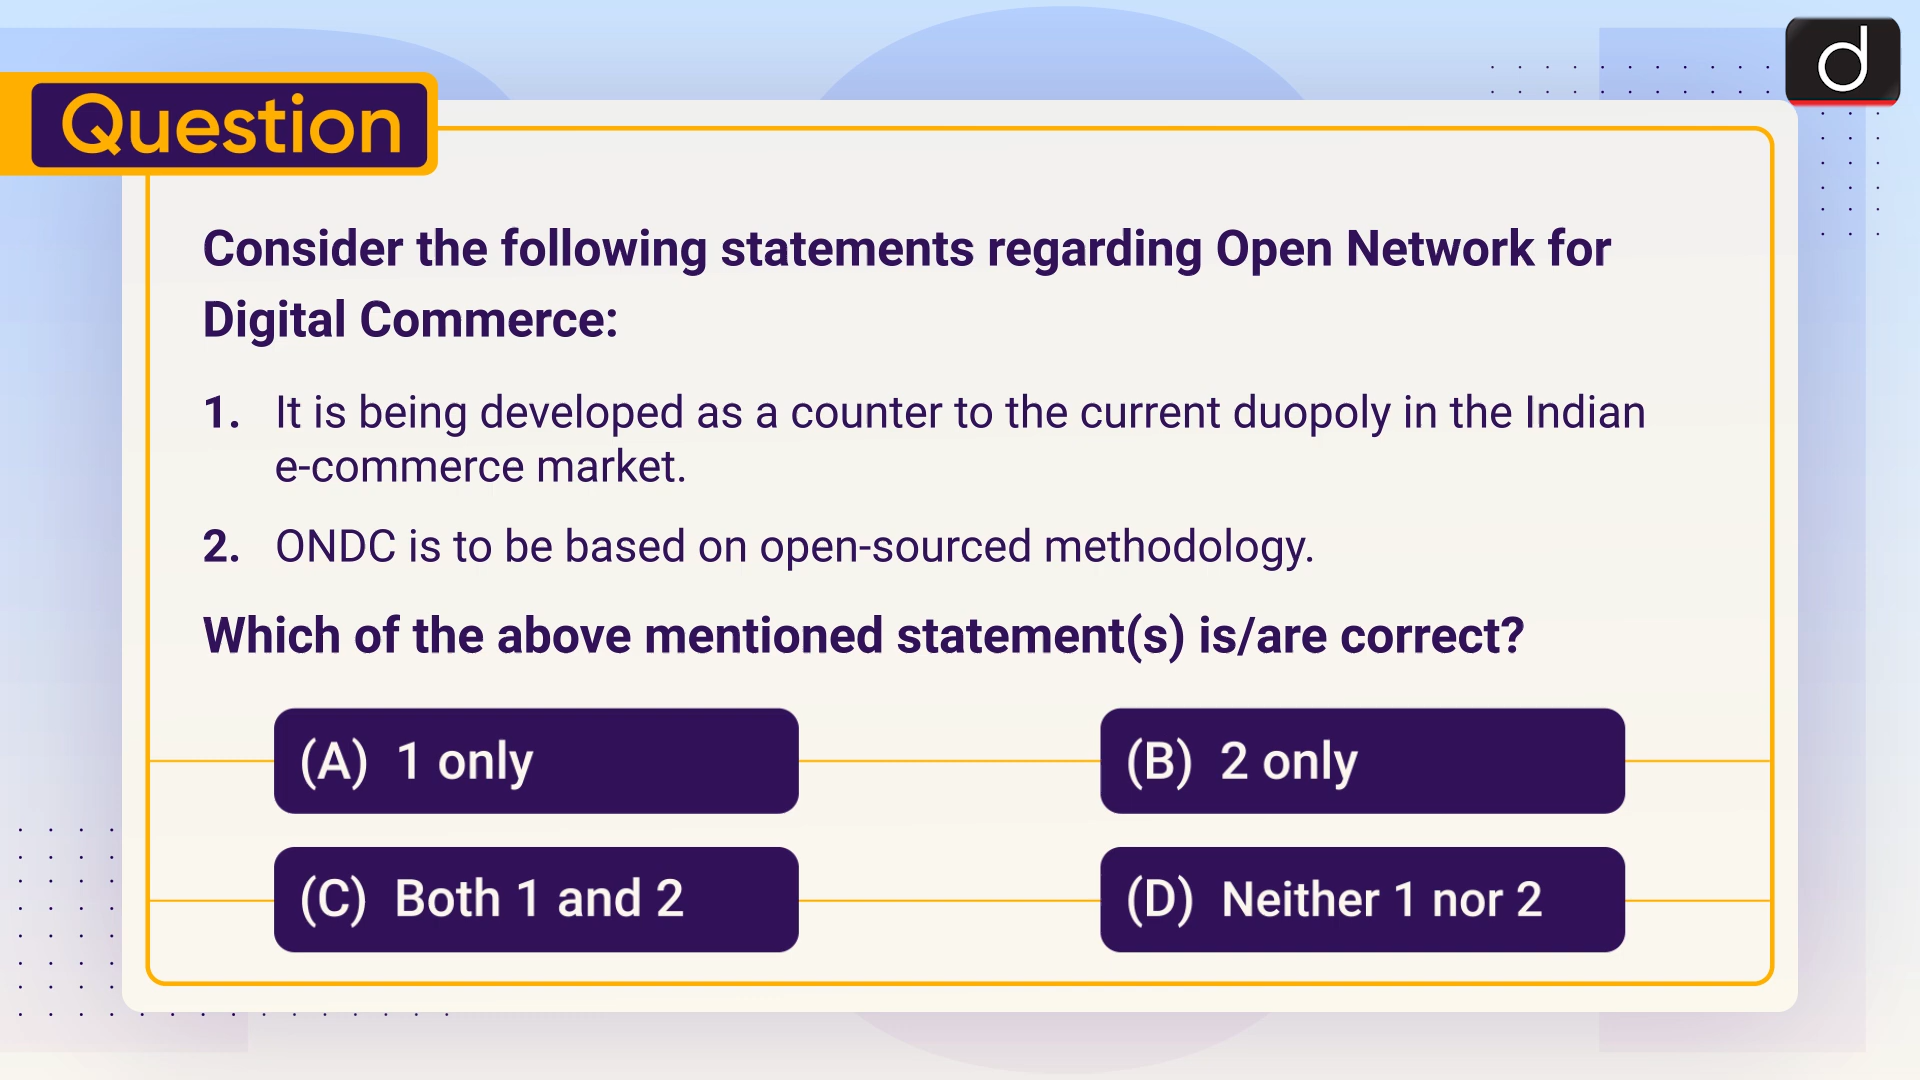 d
Question
Consider the following statements regarding Open Network for
Digital Commerce:
1. It is being developed as a counter to the current duopoly in the Indian
e-commerce market.
2. ONDC is to be based on open-sourced methodology.
Which of the above mentioned statement(s) is/are correct?
(A) 1 only
(B) 2 only
(C) Both 1 and 2
(D) Neither 1 nor 2